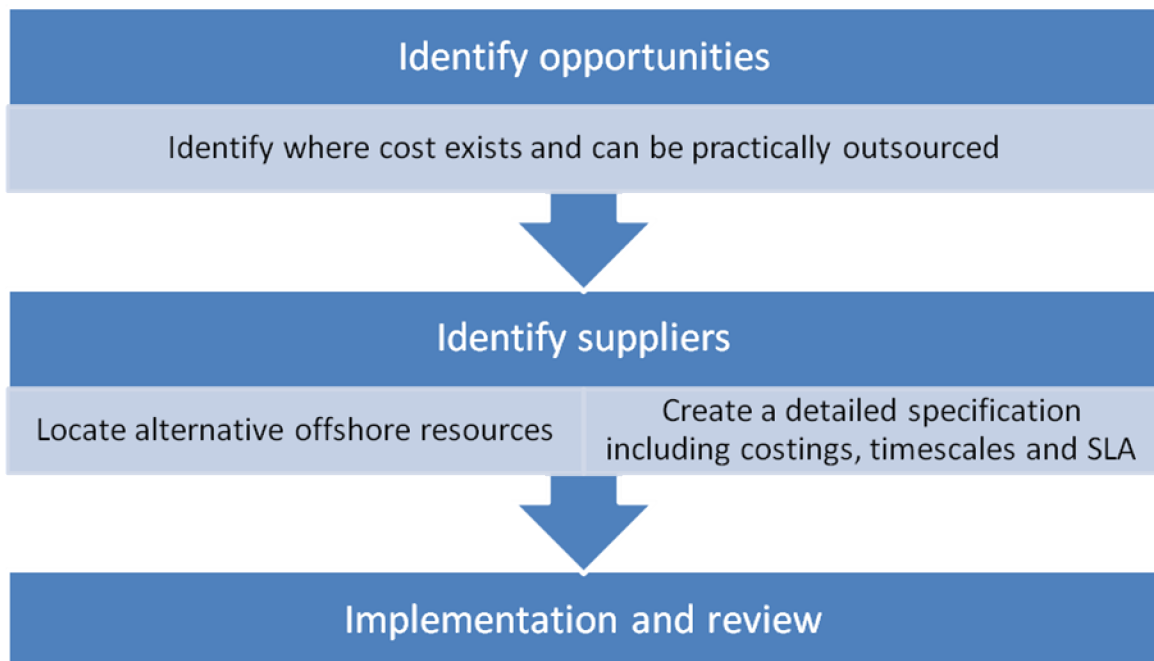 Identify opportunities
Identify where cost exists and can be practically outsourced
Identify suppliers
Locate alternative offshore resources
Create a detailed specification
including costings, timescales and SLA
Implementation and review